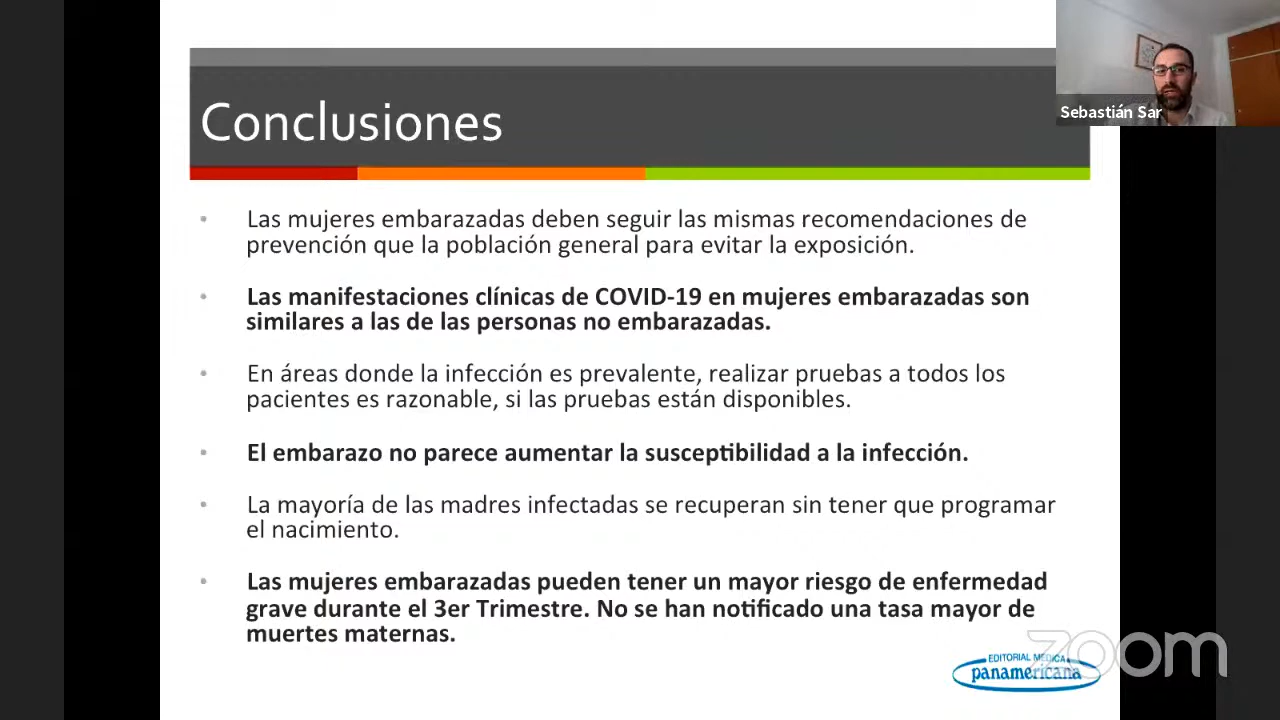 Conclusiones
Sebastián Sar
• Las mujeres embarazadas deben seguir las mismas recomendaciones de
prevención que la población general para evitar la exposición.
• Las manifestaciones clínicas de COVID-19 en mujeres embarazadas son
similares a las de las personas no embarazadas.
• En áreas donde la infección es prevalente, realizar pruebas a todos los
pacientes es razonable, si las pruebas están disponibles.
• El embarazo no parece aumentar la susceptibilidad a la infección.
• La mayoría de las madres infectadas se recuperan sin tener que programar
el nacimiento.
• Las mujeres embarazadas pueden tener un mayor riesgo de enfermedad
grave durante el 3er Trimestre. No se han notificado una tasa mayor de
muertes maternas.
EDITORIAL MEDICA
panamericana
zoom